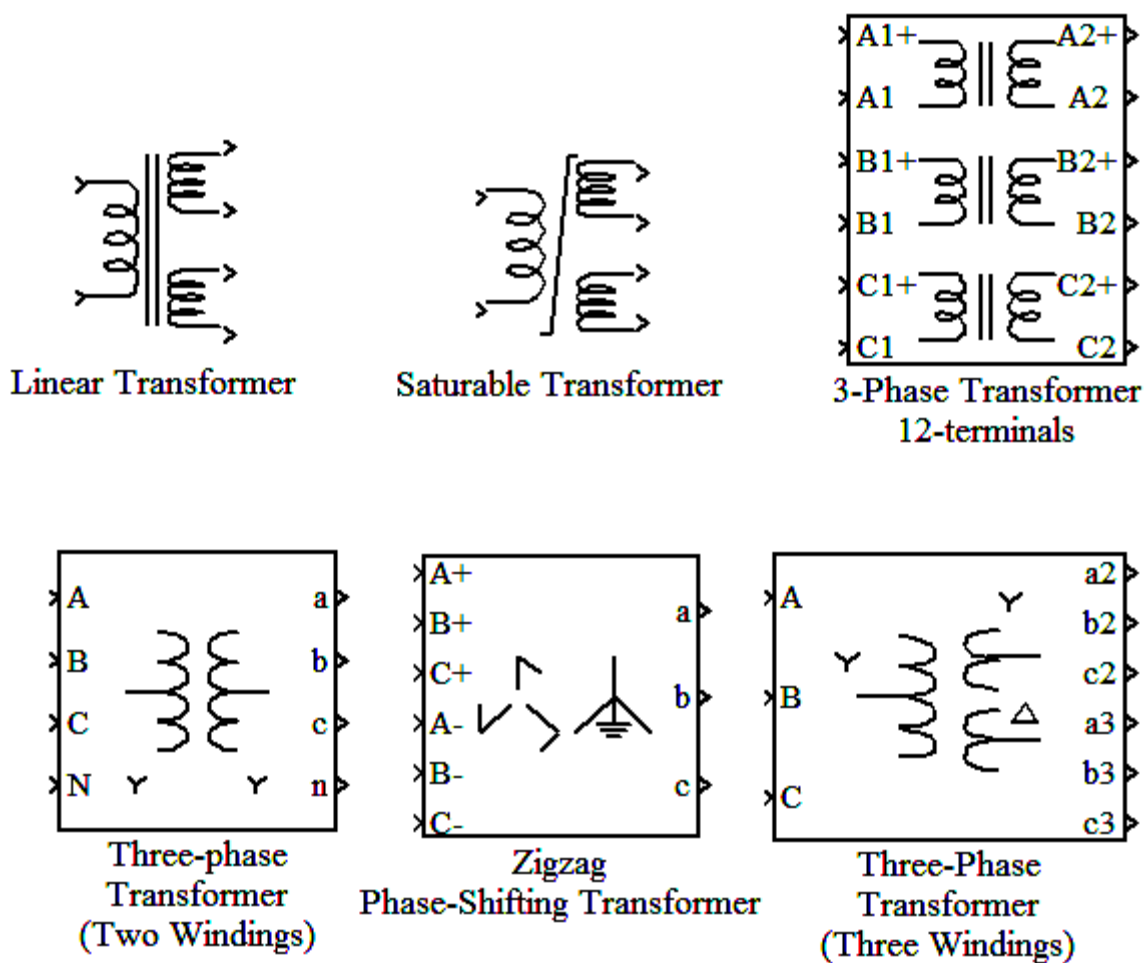 A1+ A2+
A1 A2
B1+ B2+
B1 B2
C1+ C2+
C1 C2
Linear Transformer
Saturable Transformer
3-Phase Transformer
12-terminals
A a
B b
C c
N n
Three-phase
Transformer
(Two Windings)
A+
B+
C+
A-
B-
C-
a
b
c
Zigzag
Phase-Shifting Transformer
A
B
C
a2
b2
c2
a3
b3
c3
Three-Phase
Transformer
(Three Windings)